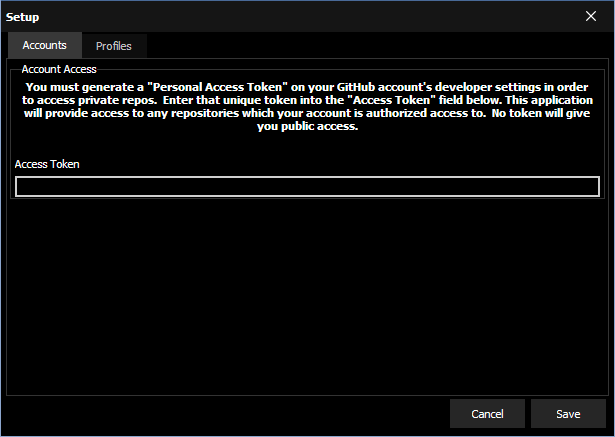 Setup
Accounts Profiles
Account Access
You must generate a "Personal Access Token" on your GitHub account's developer settings in order
to access private repos.  Enter that unique token into the "Access Token" field below. This application
will provide access to any repositories which your account is authorized access to.  No token will give
you public access.
Access Token
Cancel Save